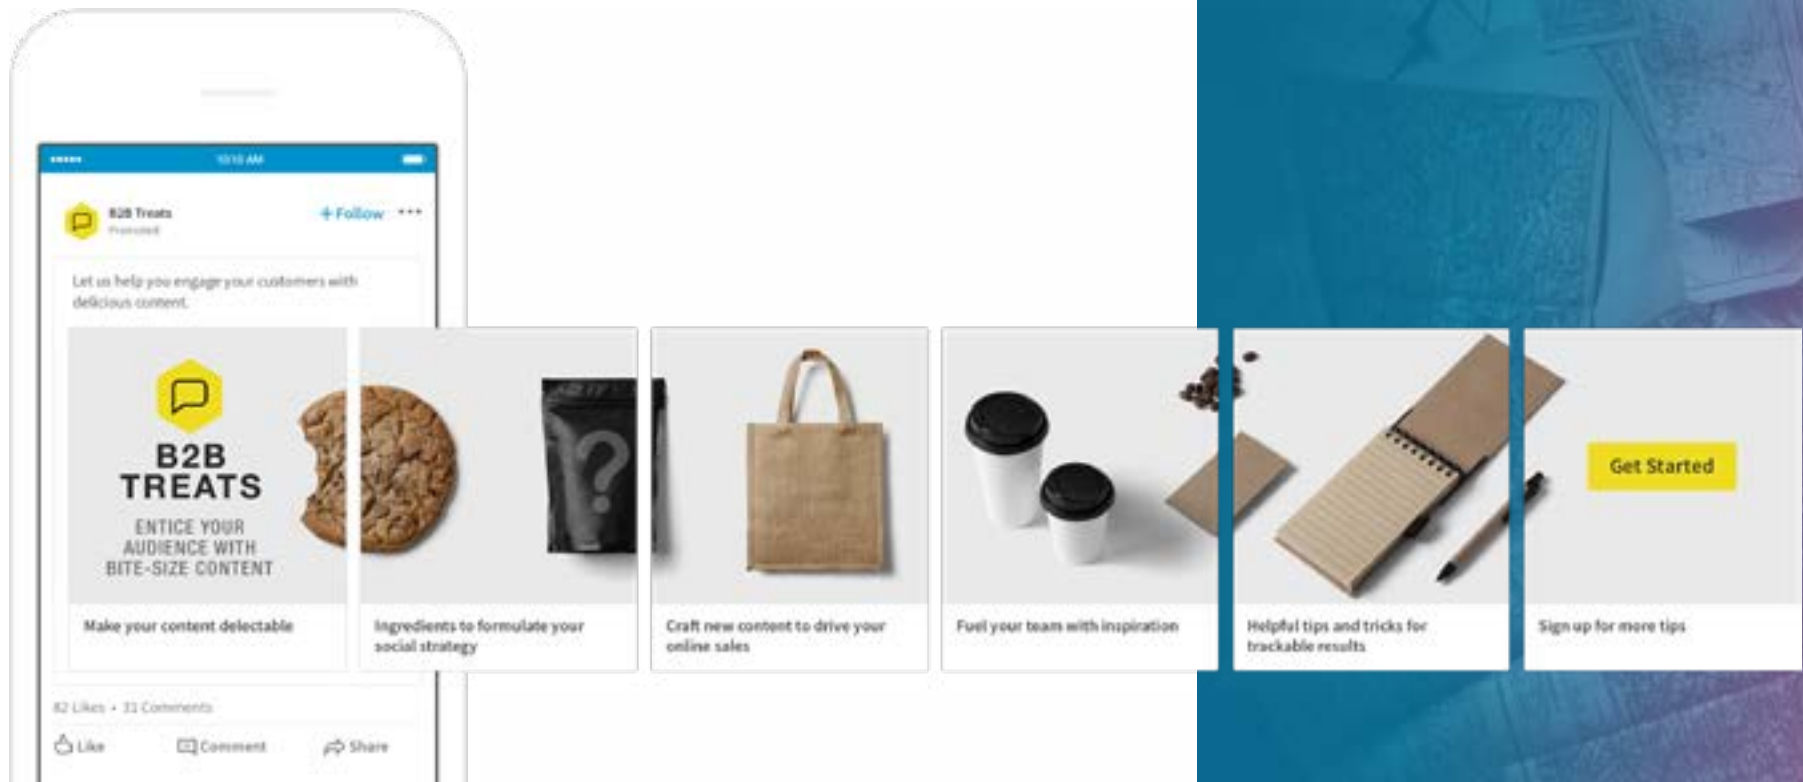 10:10 AM
B2B Treats
Promoted
+ Follow
Let us help you engage your customers with
delicious content.
B2B
TREATS
ENTICE YOUR
AUDIENCE WITH
BITE-SIZE CONTENT
Make your content delectable
?
Ingredients to formulate your
social strategy
Craft new content to drive your
online sales
Fuel your team with inspiration
Helpful tips and tricks for
trackable results
Get Started
Sign up for more tips
82 Likes • 31 Comments
Like
Comment
Share